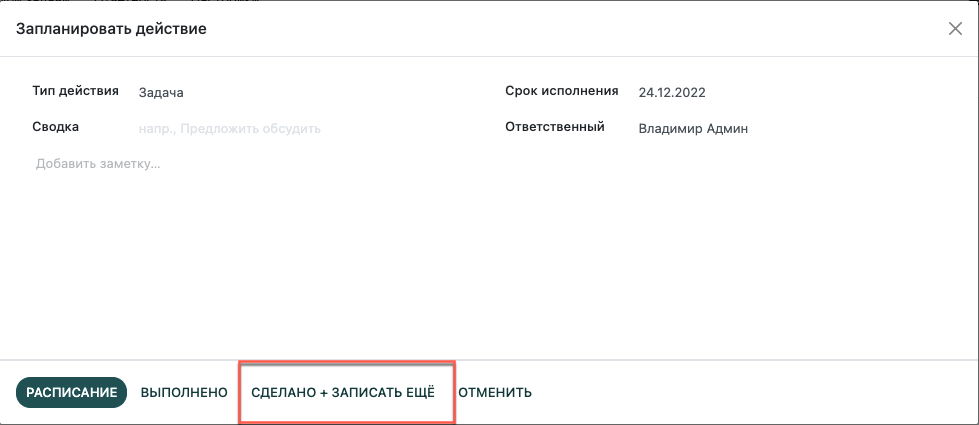 Запланировать действие
Тип действия Задача Срок исполнения 24.12.2022
Сводка напр., Предложить обсудить Ответственный Владимир Админ
Добавить заметку...
РАСПИСАНИЕ ВЫПОЛНЕНО СДЕЛАНО + ЗАПИСАТЬ ЕЩЁ ОТМЕНИТЬ